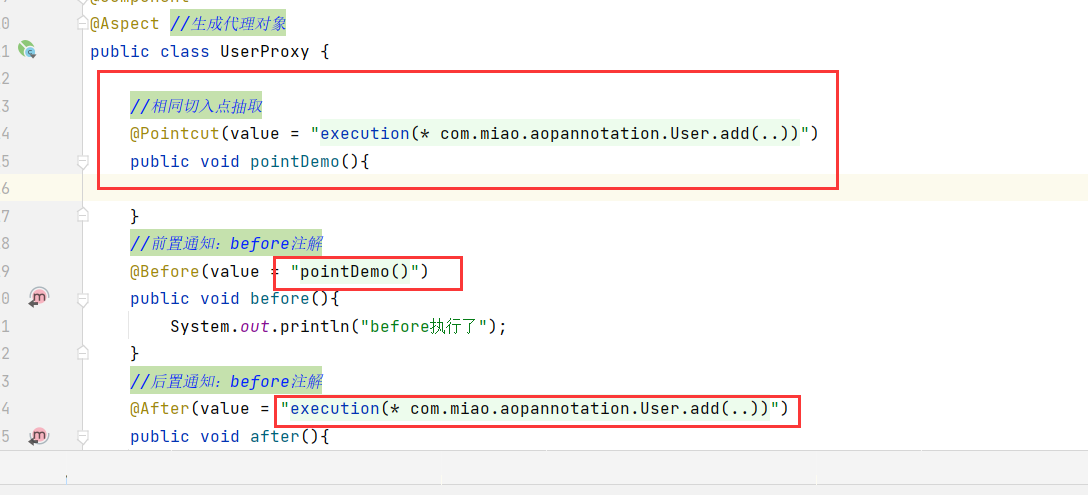 @Component
0 @Aspect //生成代理对象
1 public class UserProxy {
2
3 //相同切入点抽取
4 @Pointcut(value = "execution(* com.miao.aopannotation.User.add(..))")
5 public void pointDemo(){
6
7 }
8 //前置通知：before注解
9 @Before(value = "pointDemo()")
0 public void before(){
1 System.out.println("before执行了");
2 }
3 //后置通知：before注解
4 @After(value = "execution(* com.miao.aopannotation.User.add(..))")
5 public void after(){